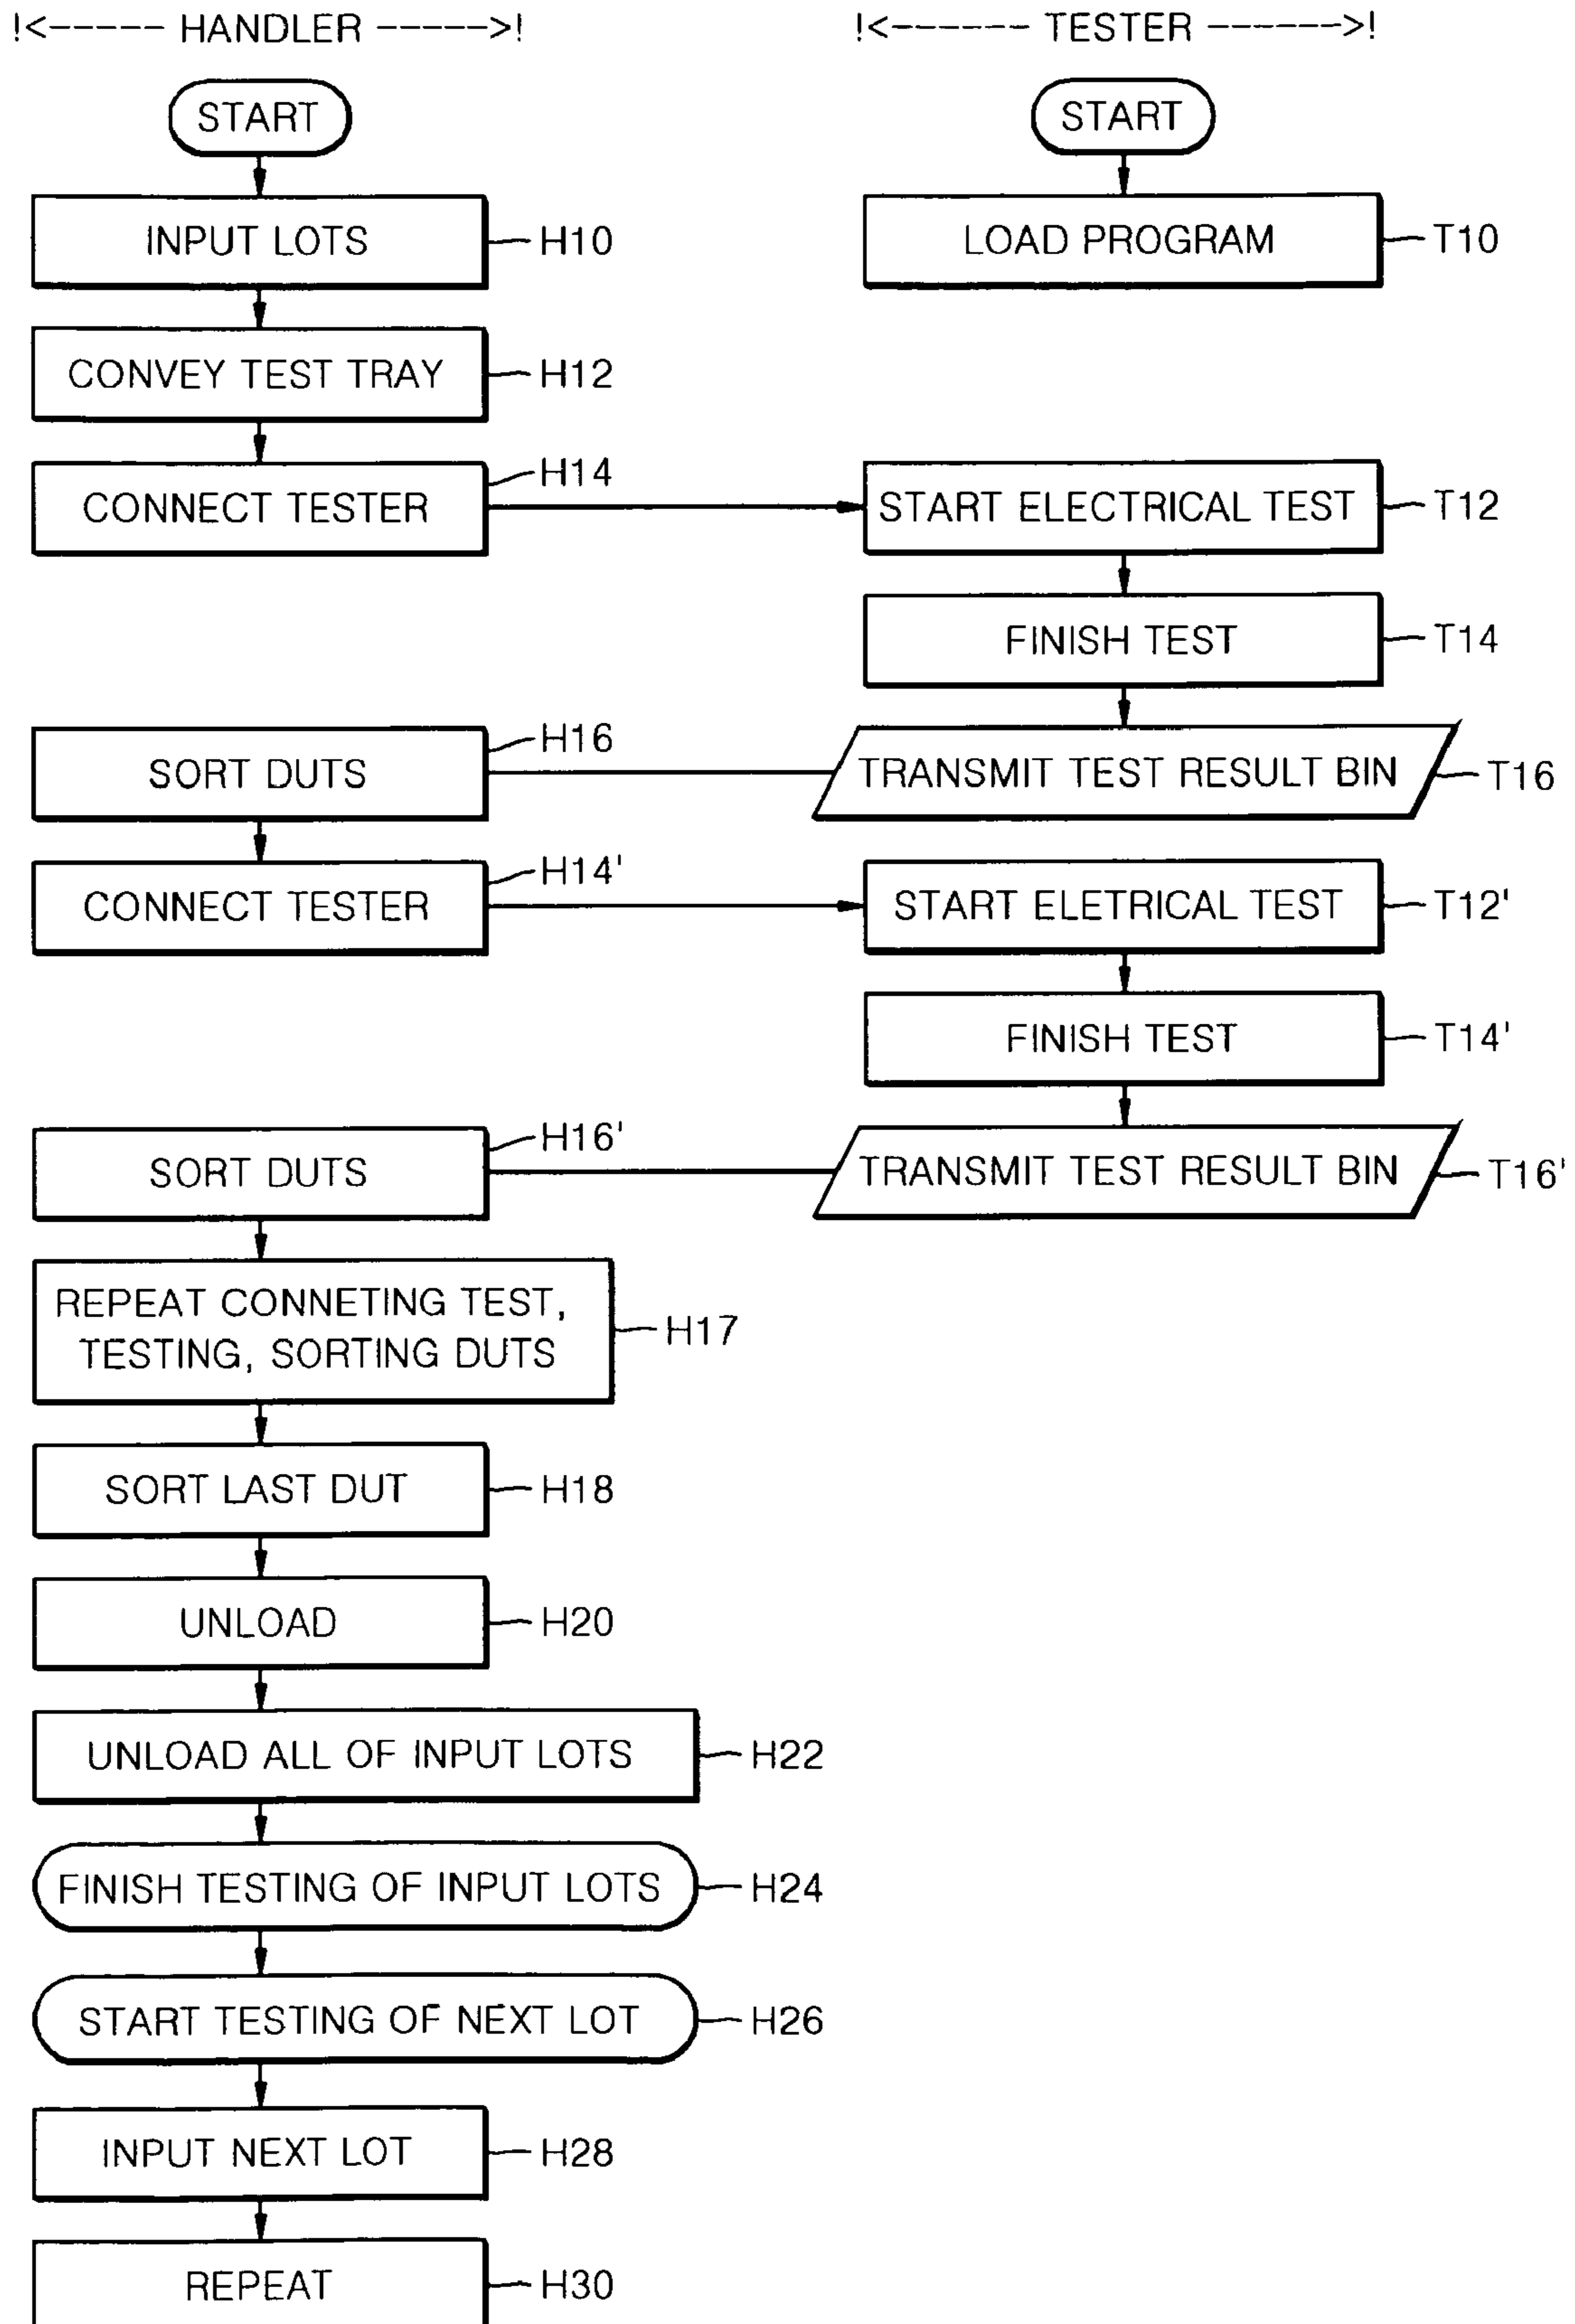 !<----- HANDLER ----->!
!<------ TESTER ------>!
START
START
INPUT LOTS
H10
LOAD PROGRAM
T10
CONVEY TEST TRAY
H12
CONNECT TESTER
H14
START ELECTRICAL TEST
T12
FINISH TEST
T14
SORT DUTS
H16
TRANSMIT TEST RESULT BIN
T16
CONNECT TESTER
H14'
START ELETRICAL TEST
T12'
FINISH TEST
T14'
SORT DUTS
H16'
TRANSMIT TEST RESULT BIN
T16'
REPEAT CONNETING TEST,
TESTING, SORTING DUTS
H17
SORT LAST DUT
H18
UNLOAD
H20
UNLOAD ALL OF INPUT LOTS
H22
FINISH TESTING OF INPUT LOTS
H24
START TESTING OF NEXT LOT
H26
INPUT NEXT LOT
H28
REPEAT
H30